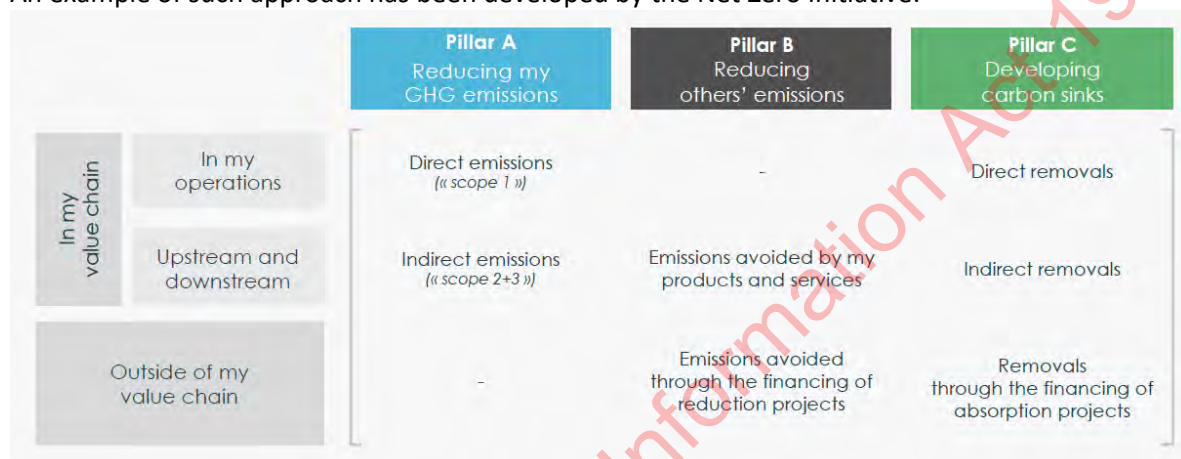 An example of such approach has been developed by the Net Zero Initiative:
Pillar A
Reducing my
GHG emissions
Pillar B
Reducing
others' emissions
Pillar C
Developing
carbon sinks
In my
value chain
In my
operations
Direct emissions
(« scope 1 »)
-
Direct removals
Upstream and
downstream
Indirect emissions
(« scope 2+3 »)
Emissions avoided by my
products and services
Indirect removals
Outside of my
value chain
-
Emissions avoided
through the financing of
reduction projects
Removals
through the financing of
absorption projects
Information Act 19